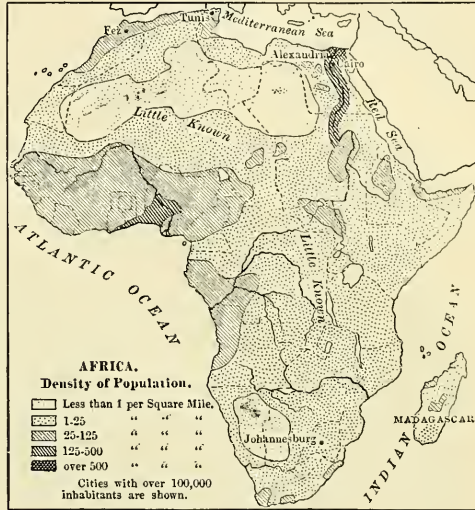 Tunis
Mediterranean Sea
Fez
Alexandria
Cairo
Little Known
Red Sea
ATLANTIC OCEAN
Little Known
INDIAN OCEAN
MADAGASCAR
Johannesburg
AFRICA.
Density of Population.
Less than 1 per Square Mile.
1-25 " " "
25-125 " " "
125-500 " " "
over 500 " " "
Cities with over 100,000
inhabitants are shown.